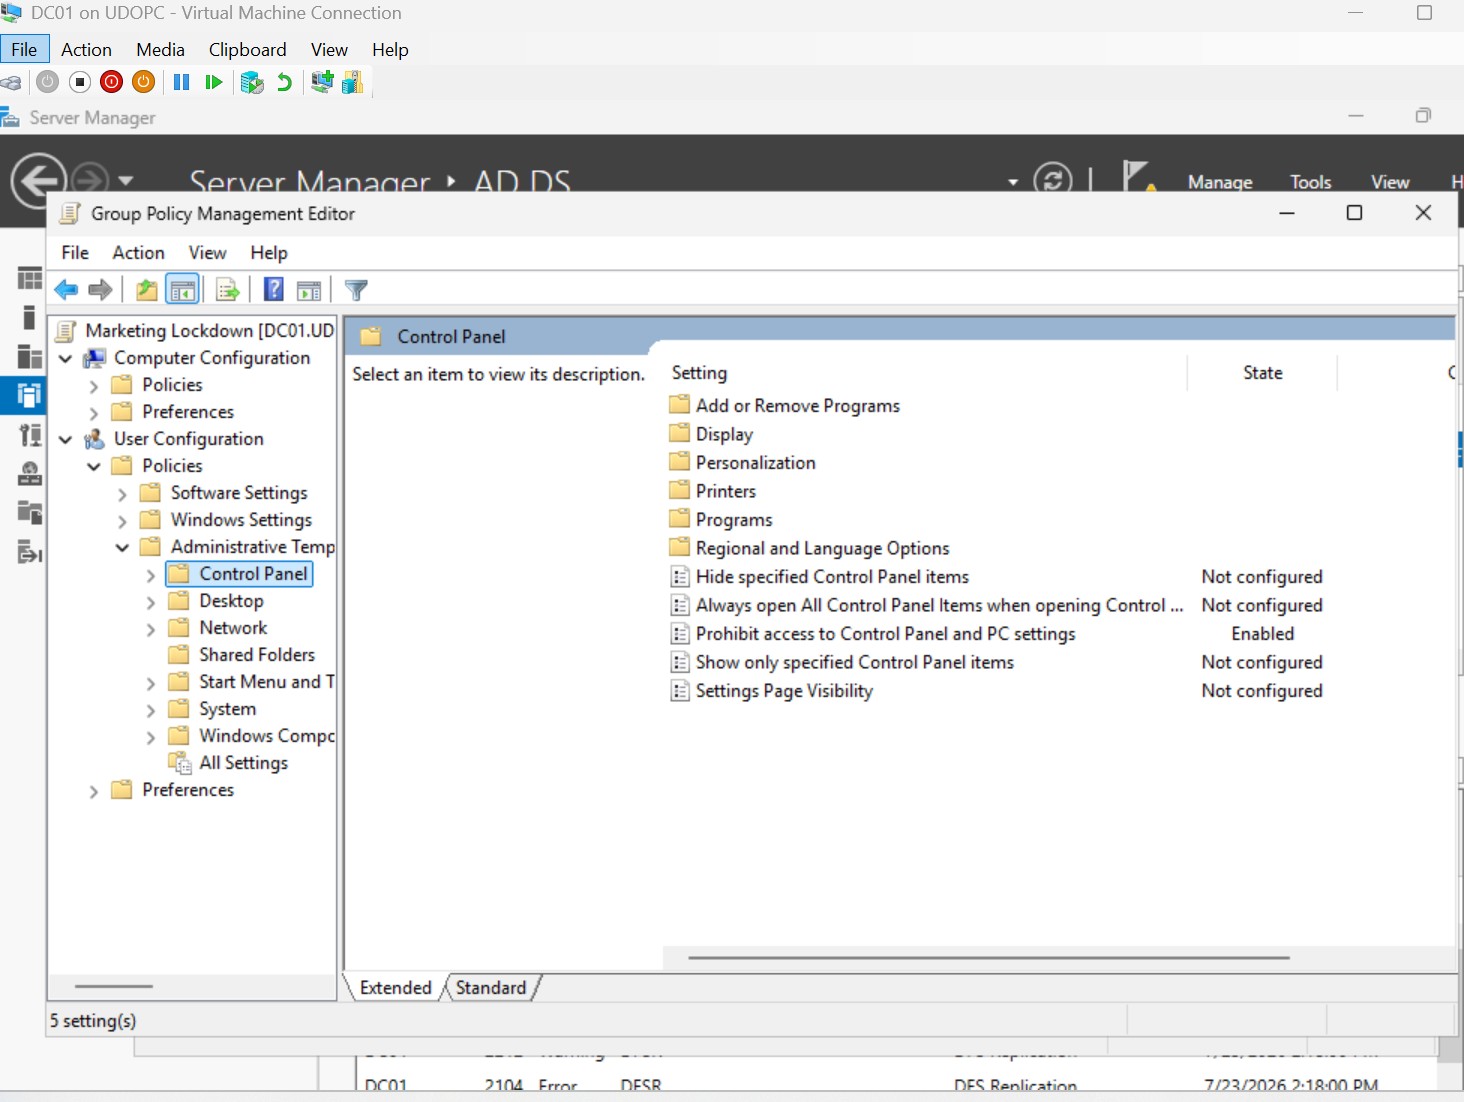 DC01 on UDOPC - Virtual Machine Connection
File Action Media Clipboard View Help
Server Manager
Server Manager AD DS
Manage Tools View H
Group Policy Management Editor
File Action View Help
Marketing Lockdown [DC01.UD
Computer Configuration
Policies
Preferences
User Configuration
Policies
Software Settings
Windows Settings
Administrative Temp
Control Panel
Desktop
Network
Shared Folders
Start Menu and T
System
Windows Compo
All Settings
Preferences
Control Panel
Select an item to view its description.
Setting State C
Add or Remove Programs
Display
Personalization
Printers
Programs
Regional and Language Options
Hide specified Control Panel items Not configured
Always open All Control Panel Items when opening Control ... Not configured
Prohibit access to Control Panel and PC settings Enabled
Show only specified Control Panel items Not configured
Settings Page Visibility Not configured
Extended Standard
5 setting(s)
DC01 2104 Error DFSR DFS Replication 7/23/2026 2:18:00 PM